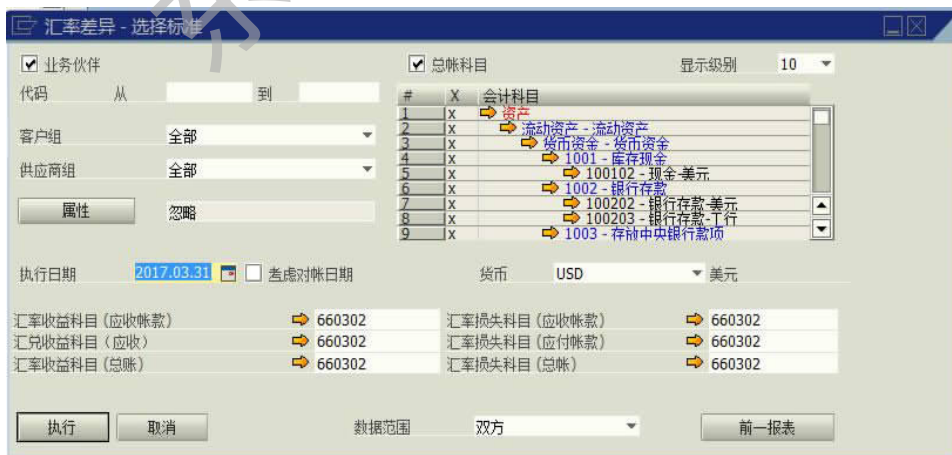 汇率差异 - 选择标准
业务伙伴
总帐科目
显示级别 10
代码 从 到
# X 会计科目
1 x 资产
2 x 流动资产 - 流动资产
3 x 货币资金 - 货币资金
4 x 1001 - 库存现金
5 x 100102 - 现金-美元
6 x 1002 - 银行存款
7 x 100202 - 银行存款-美元
8 x 100203 - 银行存款-工行
9 x 1003 - 存放中央银行款项
客户组 全部
供应商组 全部
属性 忽略
执行日期 2017.03.31 考虑对帐日期 货币 USD 美元
汇率收益科目(应收帐款) 660302 汇率损失科目(应收帐款) 660302
汇兑收益科目(应收) 660302 汇率损失科目(应付帐款) 660302
汇率收益科目(总账) 660302 汇率损失科目(总帐) 660302
执行 取消 数据范围 双方 前一报表